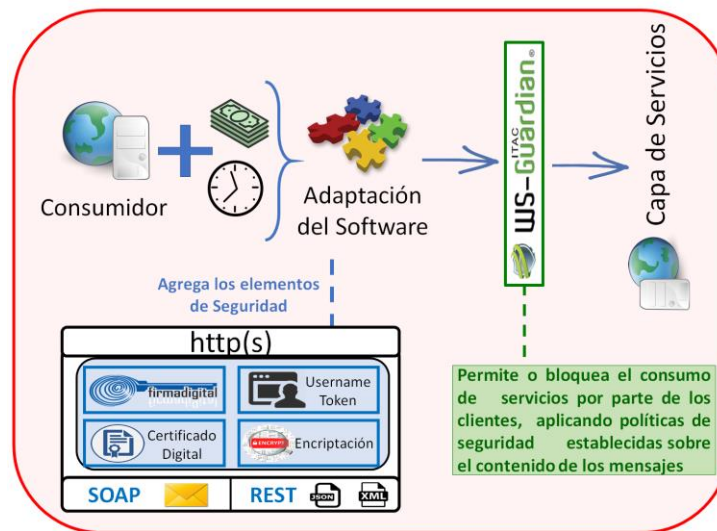 Consumidor
Adaptación
del Software
ITAC
WS-Guardian®
Capa de Servicios
Agrega los elementos
de Seguridad
http(s)
firmadigital
Username
Token
Certificado
Digital
ENCRYPT
Encriptación
SOAP
REST
JSON
XML
Permite o bloquea el consumo
de servicios por parte de los
clientes, aplicando políticas de
seguridad establecidas sobre
el contenido de los mensajes